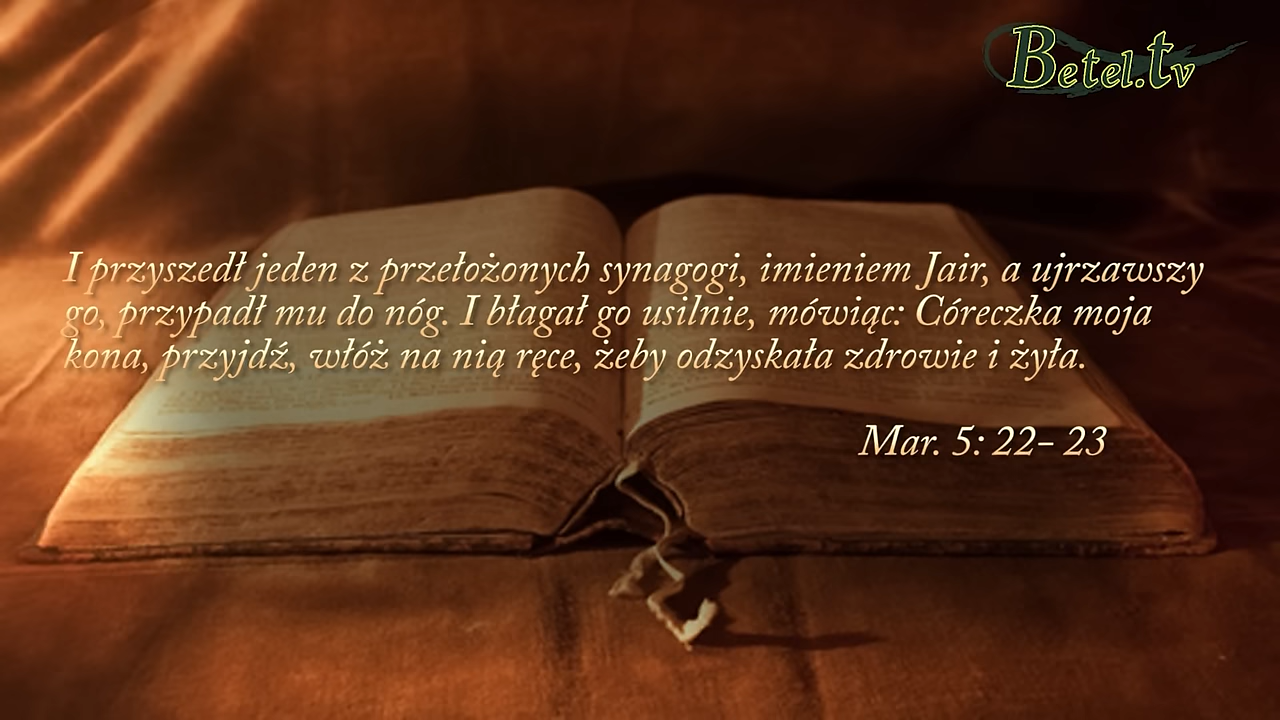 Betel.tv
I przyszedł jeden z przełożonych synagogi, imieniem Jair, a ujrzawszy
go, przypadł mu do nóg. I błagał go usilnie, mówiąc: Córeczka moja
kona, przyjdź, włóż na nią ręce, żeby odzyskała zdrowie i żyła.
Mar. 5: 22- 23